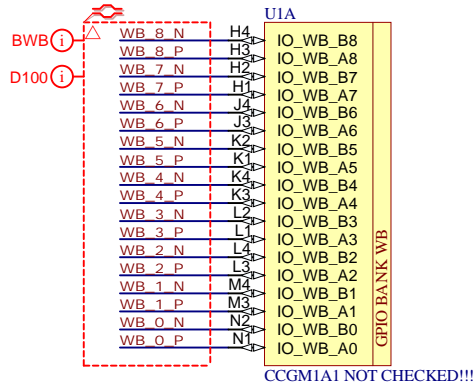 U1A
BWB i
D100 i
WB_8_N H4 IO_WB_B8
WB_8_P H3 IO_WB_A8
WB_7_N H2 IO_WB_B7
WB_7_P H1 IO_WB_A7
WB_6_N J4 IO_WB_B6
WB_6_P J3 IO_WB_A6
WB_5_N K2 IO_WB_B5
WB_5_P K1 IO_WB_A5
WB_4_N K4 IO_WB_B4
WB_4_P K3 IO_WB_A4
WB_3_N L2 IO_WB_B3
WB_3_P L1 IO_WB_A3
WB_2_N L4 IO_WB_B2
WB_2_P L3 IO_WB_A2
WB_1_N M4 IO_WB_B1
WB_1_P M3 IO_WB_A1
WB_0_N N2 IO_WB_B0
WB_0_P N1 IO_WB_A0
GPIO BANK WB
CCGM1A1 NOT CHECKED!!!